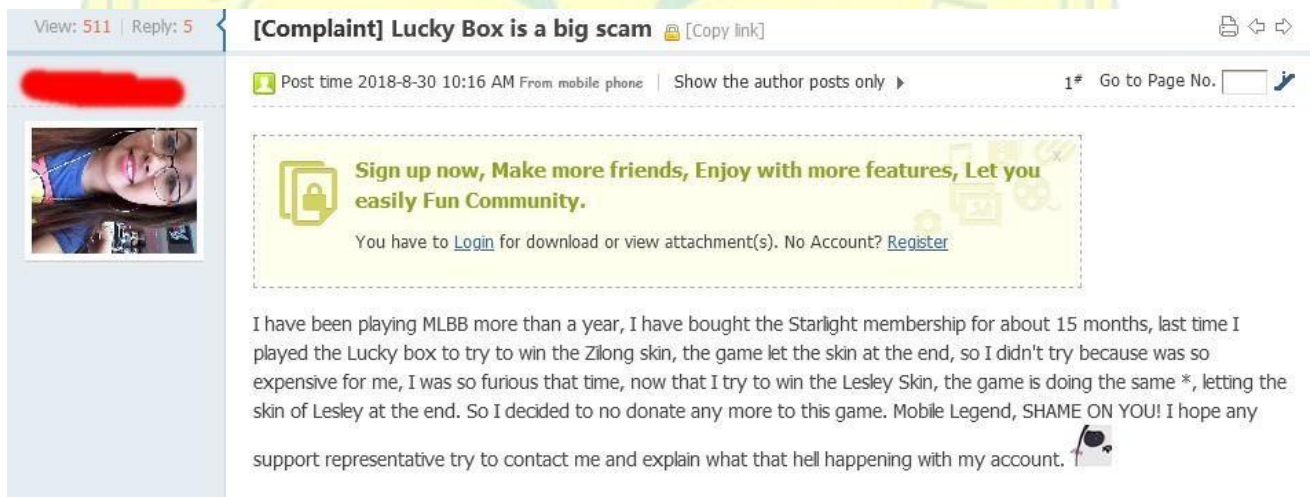 View: 511 | Reply: 5
[Complaint] Lucky Box is a big scam [Copy link]
Post time 2018-8-30 10:16 AM From mobile phone | Show the author posts only
1# Go to Page No.
Sign up now, Make more friends, Enjoy with more features, Let you
easily Fun Community.
You have to Login for download or view attachment(s). No Account? Register
I have been playing MLBB more than a year, I have bought the Starlight membership for about 15 months, last time I
played the Lucky box to try to win the Zilong skin, the game let the skin at the end, so I didn't try because was so
expensive for me, I was so furious that time, now that I try to win the Lesley Skin, the game is doing the same *, letting the
skin of Lesley at the end. So I decided to no donate any more to this game. Mobile Legend, SHAME ON YOU! I hope any
support representative try to contact me and explain what that hell happening with my account.